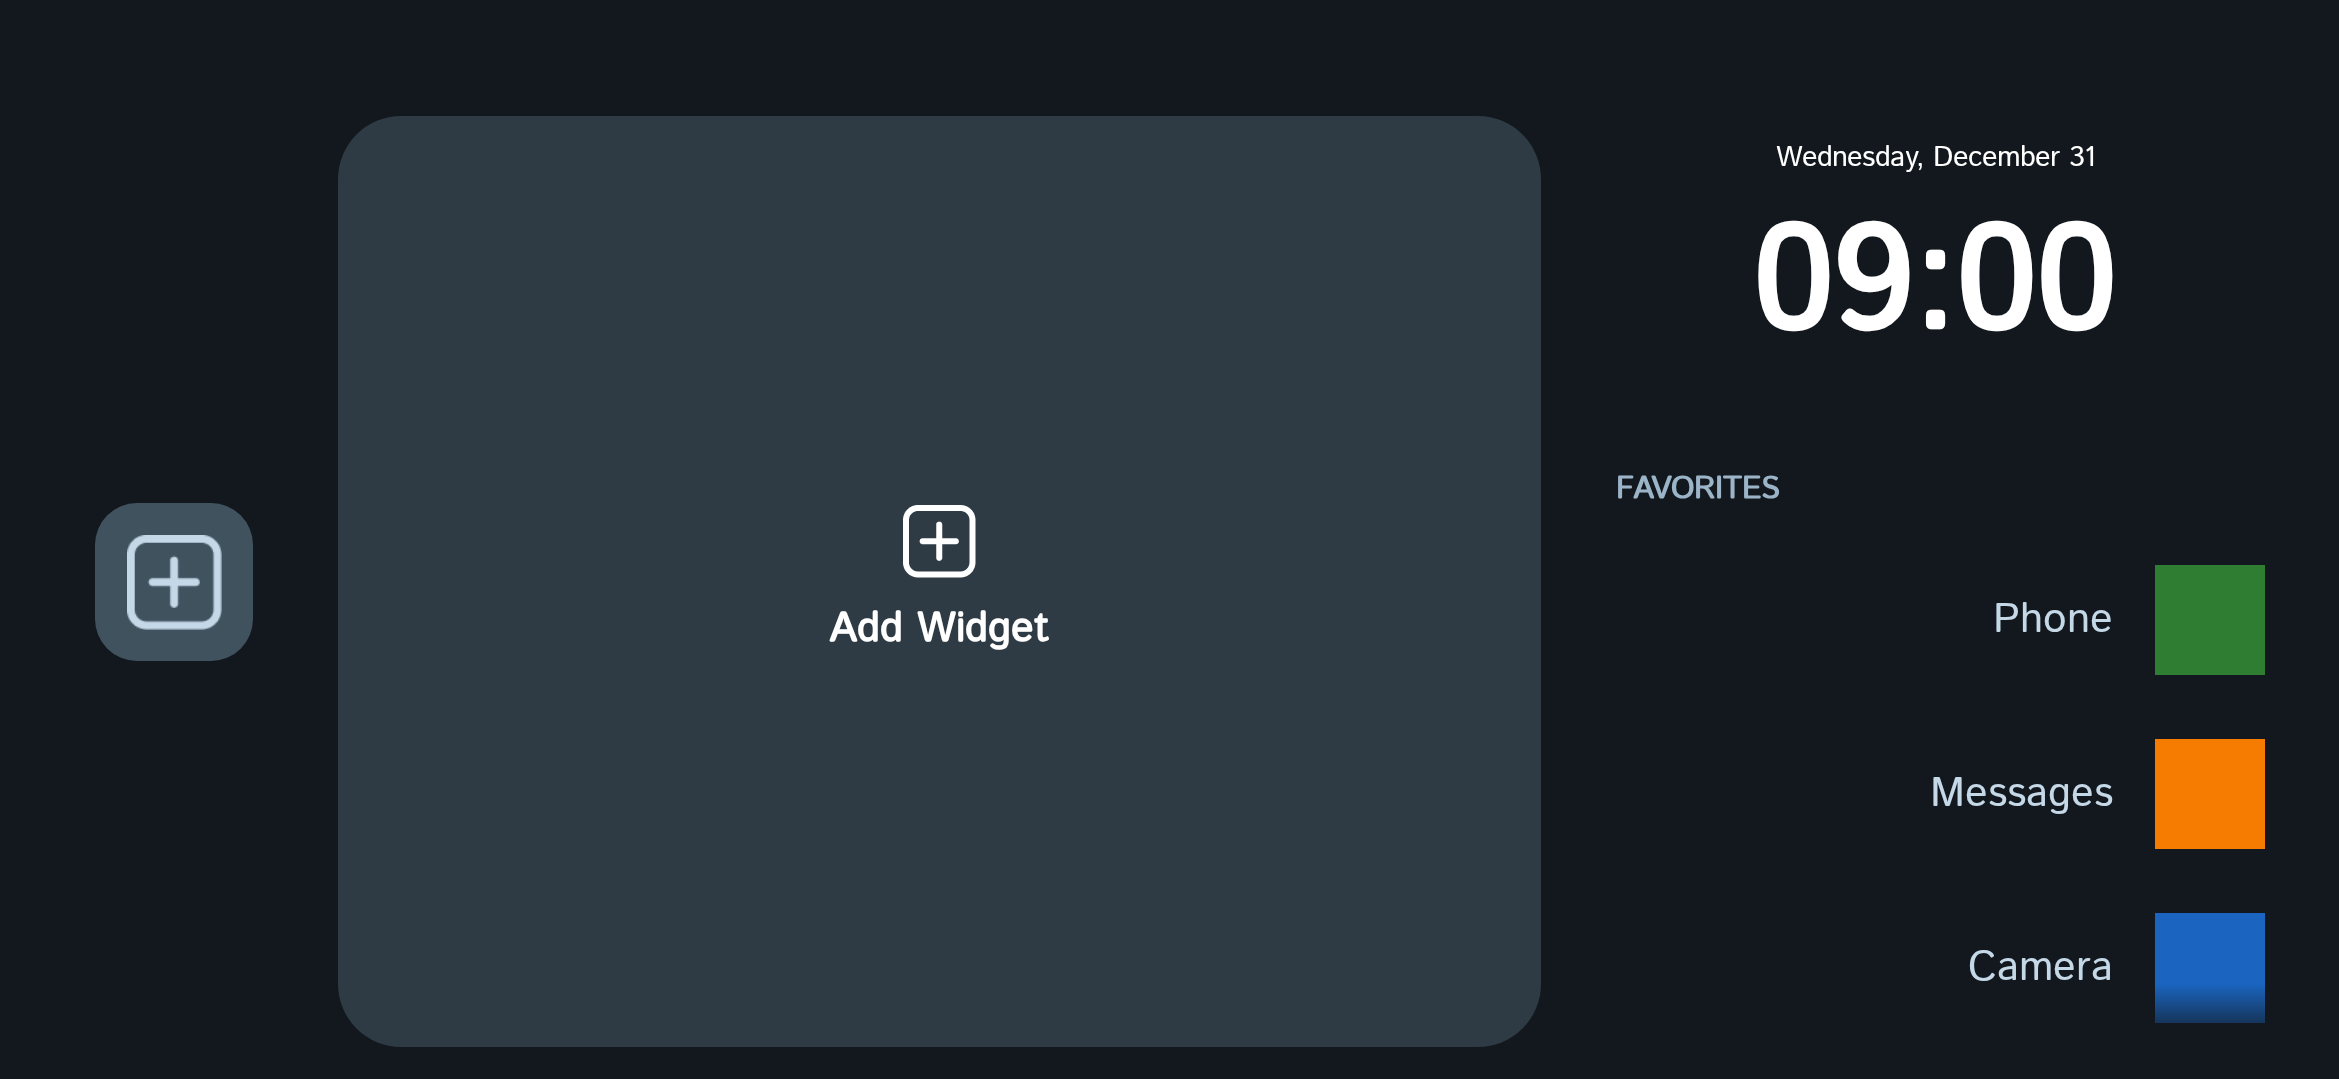 Wednesday, December 31
09:00
FAVORITES
Add Widget
Phone
Messages
Camera